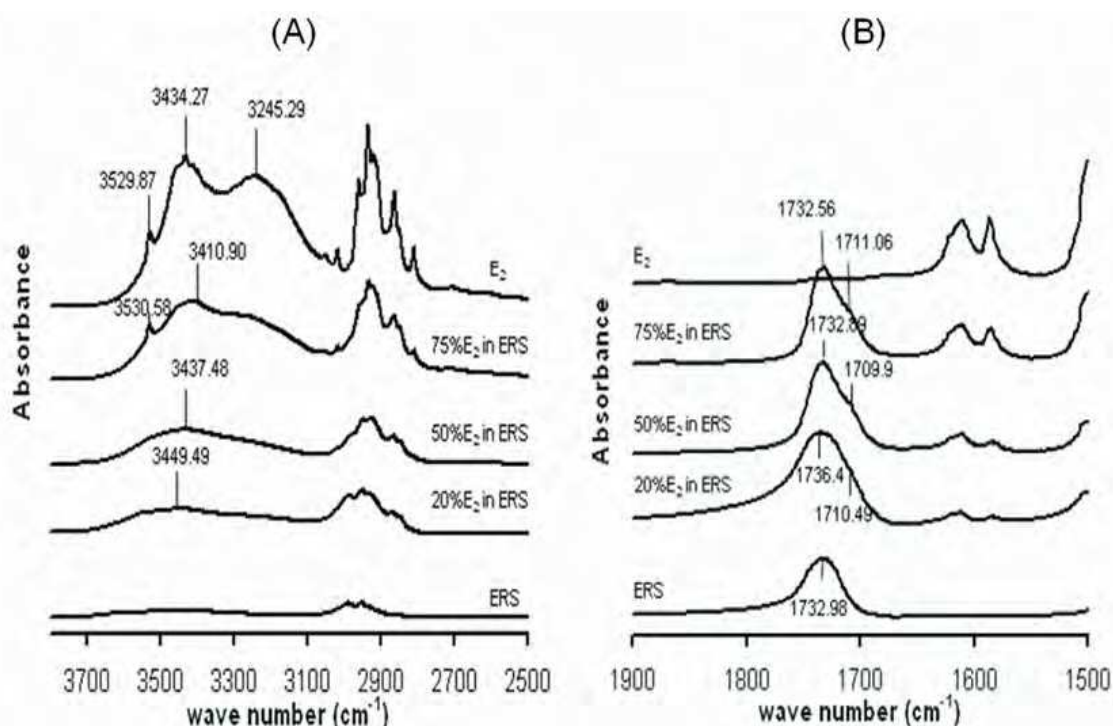 (A)
3434.27
3245.29
3529.87
E₂
3410.90
3530.58
75%E₂ in ERS
3437.48
50%E₂ in ERS
3449.49
20%E₂ in ERS
ERS
Absorbance
3700 3500 3300 3100 2900 2700 2500
wave number (cm⁻¹)
(B)
1732.56
1711.06
E₂
1732.89
75%E₂ in ERS
1709.9
50%E₂ in ERS
1736.4
20%E₂ in ERS
1710.49
ERS
1732.98
Absorbance
1900 1800 1700 1600 1500
wave number (cm⁻¹)